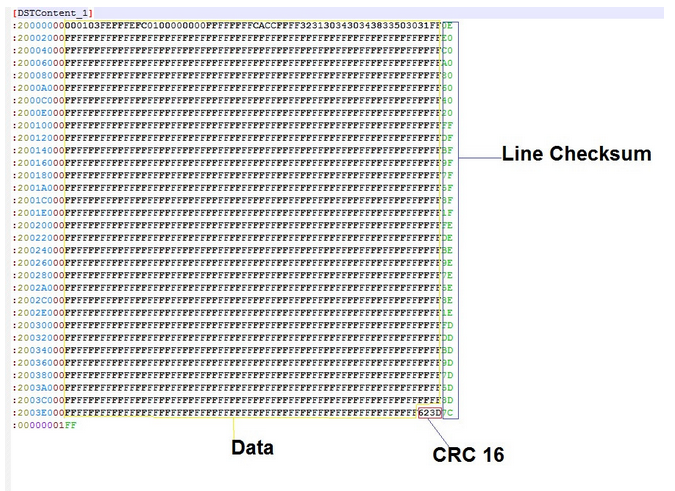 [DSTContent_1]
:20000000000103FEFFFEFC0100000000FFFFFFFFCACCFFFF3231303430343833503031FF0E
:20002000FFFFFFFFFFFFFFFFFFFFFFFFFFFFFFFFFFFFFFFFFFFFFFFFFFFFFFFFFFFFFFFFE0
:20004000FFFFFFFFFFFFFFFFFFFFFFFFFFFFFFFFFFFFFFFFFFFFFFFFFFFFFFFFFFFFFFFFC0
:20006000FFFFFFFFFFFFFFFFFFFFFFFFFFFFFFFFFFFFFFFFFFFFFFFFFFFFFFFFFFFFFFFFA0
:20008000FFFFFFFFFFFFFFFFFFFFFFFFFFFFFFFFFFFFFFFFFFFFFFFFFFFFFFFFFFFFFFFF80
:2000A000FFFFFFFFFFFFFFFFFFFFFFFFFFFFFFFFFFFFFFFFFFFFFFFFFFFFFFFFFFFFFFFF60
:2000C000FFFFFFFFFFFFFFFFFFFFFFFFFFFFFFFFFFFFFFFFFFFFFFFFFFFFFFFFFFFFFFFF40
:2000E000FFFFFFFFFFFFFFFFFFFFFFFFFFFFFFFFFFFFFFFFFFFFFFFFFFFFFFFFFFFFFFFF20
:20010000FFFFFFFFFFFFFFFFFFFFFFFFFFFFFFFFFFFFFFFFFFFFFFFFFFFFFFFFFFFFFFFFFF
:20012000FFFFFFFFFFFFFFFFFFFFFFFFFFFFFFFFFFFFFFFFFFFFFFFFFFFFFFFFFFFFFFFFDF
:20014000FFFFFFFFFFFFFFFFFFFFFFFFFFFFFFFFFFFFFFFFFFFFFFFFFFFFFFFFFFFFFFFFBF
:20016000FFFFFFFFFFFFFFFFFFFFFFFFFFFFFFFFFFFFFFFFFFFFFFFFFFFFFFFFFFFFFFFF9F
:20018000FFFFFFFFFFFFFFFFFFFFFFFFFFFFFFFFFFFFFFFFFFFFFFFFFFFFFFFFFFFFFFFF7F
:2001A000FFFFFFFFFFFFFFFFFFFFFFFFFFFFFFFFFFFFFFFFFFFFFFFFFFFFFFFFFFFFFFFF5F
:2001C000FFFFFFFFFFFFFFFFFFFFFFFFFFFFFFFFFFFFFFFFFFFFFFFFFFFFFFFFFFFFFFFF3F
:2001E000FFFFFFFFFFFFFFFFFFFFFFFFFFFFFFFFFFFFFFFFFFFFFFFFFFFFFFFFFFFFFFFF1F
:20020000FFFFFFFFFFFFFFFFFFFFFFFFFFFFFFFFFFFFFFFFFFFFFFFFFFFFFFFFFFFFFFFFFE
:20022000FFFFFFFFFFFFFFFFFFFFFFFFFFFFFFFFFFFFFFFFFFFFFFFFFFFFFFFFFFFFFFFFDE
:20024000FFFFFFFFFFFFFFFFFFFFFFFFFFFFFFFFFFFFFFFFFFFFFFFFFFFFFFFFFFFFFFFFBE
:20026000FFFFFFFFFFFFFFFFFFFFFFFFFFFFFFFFFFFFFFFFFFFFFFFFFFFFFFFFFFFFFFFF9E
:20028000FFFFFFFFFFFFFFFFFFFFFFFFFFFFFFFFFFFFFFFFFFFFFFFFFFFFFFFFFFFFFFFF7E
:2002A000FFFFFFFFFFFFFFFFFFFFFFFFFFFFFFFFFFFFFFFFFFFFFFFFFFFFFFFFFFFFFFFF5E
:2002C000FFFFFFFFFFFFFFFFFFFFFFFFFFFFFFFFFFFFFFFFFFFFFFFFFFFFFFFFFFFFFFFF3E
:2002E000FFFFFFFFFFFFFFFFFFFFFFFFFFFFFFFFFFFFFFFFFFFFFFFFFFFFFFFFFFFFFFFF1E
:20030000FFFFFFFFFFFFFFFFFFFFFFFFFFFFFFFFFFFFFFFFFFFFFFFFFFFFFFFFFFFFFFFFFD
:20032000FFFFFFFFFFFFFFFFFFFFFFFFFFFFFFFFFFFFFFFFFFFFFFFFFFFFFFFFFFFFFFFFDD
:20034000FFFFFFFFFFFFFFFFFFFFFFFFFFFFFFFFFFFFFFFFFFFFFFFFFFFFFFFFFFFFFFFFBD
:20036000FFFFFFFFFFFFFFFFFFFFFFFFFFFFFFFFFFFFFFFFFFFFFFFFFFFFFFFFFFFFFFFF9D
:20038000FFFFFFFFFFFFFFFFFFFFFFFFFFFFFFFFFFFFFFFFFFFFFFFFFFFFFFFFFFFFFFFF7D
:2003A000FFFFFFFFFFFFFFFFFFFFFFFFFFFFFFFFFFFFFFFFFFFFFFFFFFFFFFFFFFFFFFFF5D
:2003C000FFFFFFFFFFFFFFFFFFFFFFFFFFFFFFFFFFFFFFFFFFFFFFFFFFFFFFFFFFFFFFFF3D
:2003E000FFFFFFFFFFFFFFFFFFFFFFFFFFFFFFFFFFFFFFFFFFFFFFFFFFFFFFFFFFFF623D7C
:00000001FF
Line Checksum
Data
CRC 16